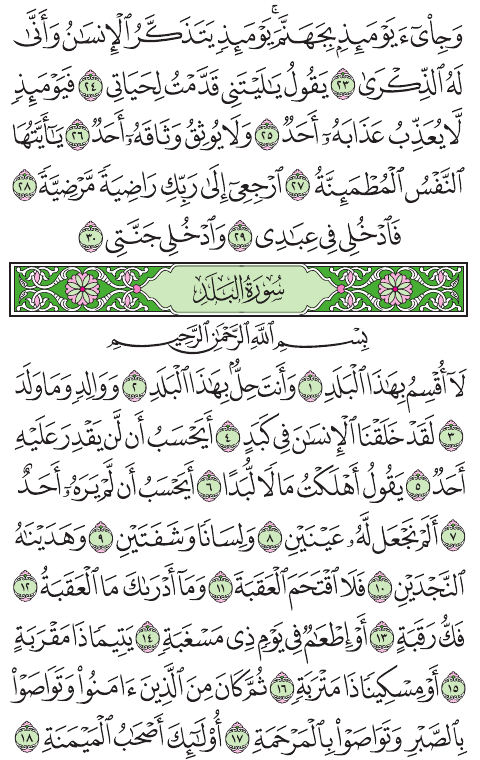 وَجِاْىٓءَ يَوْمَئِذِۭ بِجَهَنَّمَ ۚ يَوْمَئِذٍ يَتَذَكَّرُ ٱلْإِنسَٰنُ وَأَنَّىٰ
لَهُ ٱلذِّكْرَىٰ ٢٣ يَقُولُ يَٰلَيْتَنِى قَدَّمْتُ لِحَيَاتِى ٢٤ فَيَوْمَئِذٍ
لَّا يُعَذِّبُ عَذَابَهُۥٓ أَحَدٌ ٢٥ وَلَا يُوثِقُ وَثَاقَهُۥٓ أَحَدٌ ٢٦ يَٰٓأَيَّتُهَا
ٱلنَّفْسُ ٱلْمُطْمَئِنَّةُ ٢٧ ٱرْجِعِىٓ إِلَىٰ رَبِّكِ رَاضِيَةً مَّرْضِيَّةً ٢٨
فَٱدْخُلِى فِى عِبَٰدِى ٢٩ وَٱدْخُلِى جَنَّتِى ٣٠
سُورَةُ البَلَدِ
بِسْمِ ٱللَّهِ ٱلرَّحْمَٰنِ ٱلرَّحِيمِ
لَآ أُقْسِمُ بِهَٰذَا ٱلْبَلَدِ ١ وَأَنتَ حِلٌّۢ بِهَٰذَا ٱلْبَلَدِ ٢ وَوَالِدٍ وَمَا وَلَدَ
٣ لَقَدْ خَلَقْنَا ٱلْإِنسَٰنَ فِى كَبَدٍ ٤ أَيَحْسَبُ أَن لَّن يَقْدِرَ عَلَيْهِ
أَحَدٌ ٥ يَقُولُ أَهْلَكْتُ مَالًا لُّبَدًا ٦ أَيَحْسَبُ أَن لَّمْ يَرَهُۥٓ أَحَدٌ
٧ أَلَمْ نَجْعَل لَّهُۥ عَيْنَيْنِ ٨ وَلِسَانًا وَشَفَتَيْنِ ٩ وَهَدَيْنَٰهُ
ٱلنَّجْدَيْنِ ١٠ فَلَا ٱقْتَحَمَ ٱلْعَقَبَةَ ١١ وَمَآ أَدْرَىٰكَ مَا ٱلْعَقَبَةُ ١٢
فَكُّ رَقَبَةٍ ١٣ أَوْ إِطْعَٰمٌ فِى يَوْمٍ ذِى مَسْغَبَةٍ ١٤ يَتِيمًا ذَا مَقْرَبَةٍ
١٥ أَوْ مِسْكِينًا ذَا مَتْرَبَةٍ ١٦ ثُمَّ كَانَ مِنَ ٱلَّذِينَ ءَامَنُوا۟ وَتَوَاصَوْا۟
بِٱلصَّبْرِ وَتَوَاصَوْا۟ بِٱلْمَرْحَمَةِ ١٧ أُو۟لَٰٓئِكَ أَصْحَٰبُ ٱلْمَيْمَنَةِ ١٨